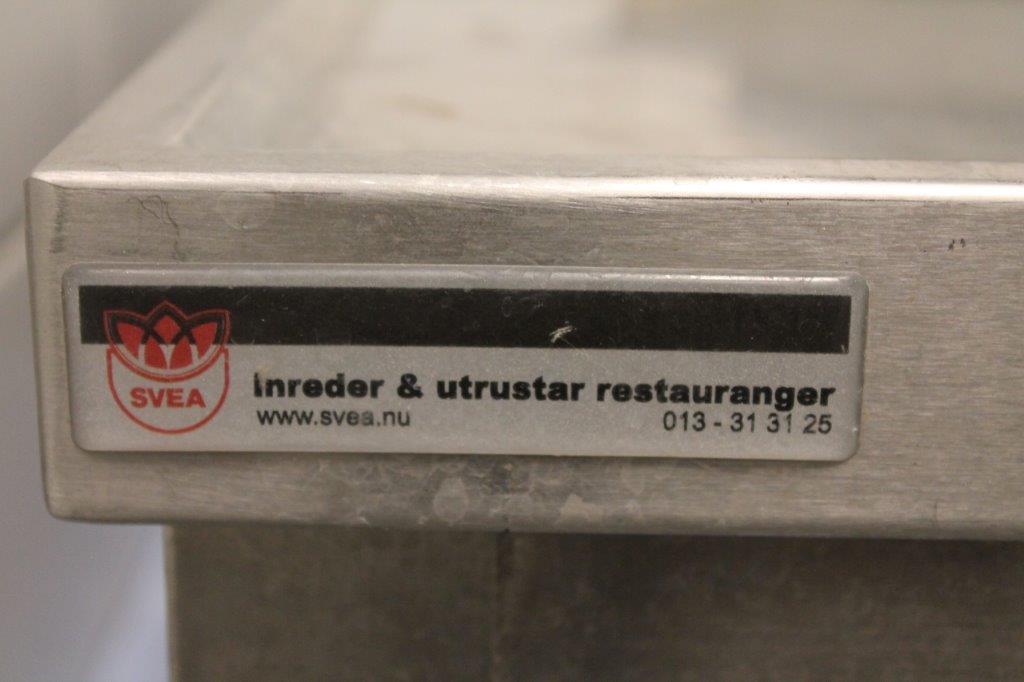 SVEA
Inreder & utrustar restauranger
www.svea.nu 013 - 31 31 25